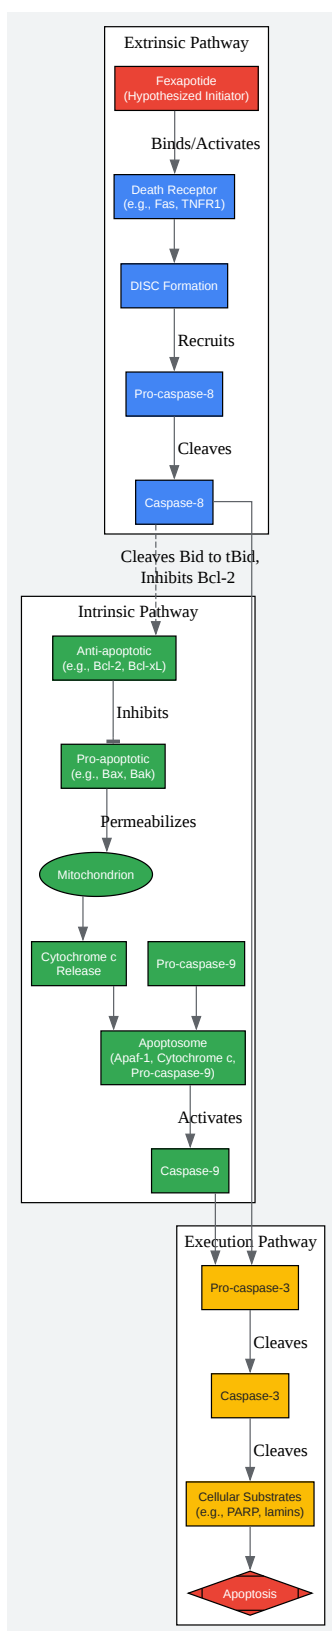 Extrinsic Pathway
Fexapotide
(Hypothesized Initiator)
Binds/Activates
Death Receptor
(e.g., Fas, TNFR1)
DISC Formation
Recruits
Pro-caspase-8
Cleaves
Caspase-8
Cleaves Bid to tBid,
Inhibits Bcl-2
Intrinsic Pathway
Anti-apoptotic
(e.g., Bcl-2, Bcl-xL)
Inhibits
Pro-apoptotic
(e.g., Bax, Bak)
Permeabilizes
Mitochondrion
Cytochrome c
Release
Pro-caspase-9
Apoptosome
(Apaf-1, Cytochrome c,
Pro-caspase-9)
Activates
Caspase-9
Execution Pathway
Pro-caspase-3
Cleaves
Caspase-3
Cleaves
Cellular Substrates
(e.g., PARP, lamins)
Apoptosis